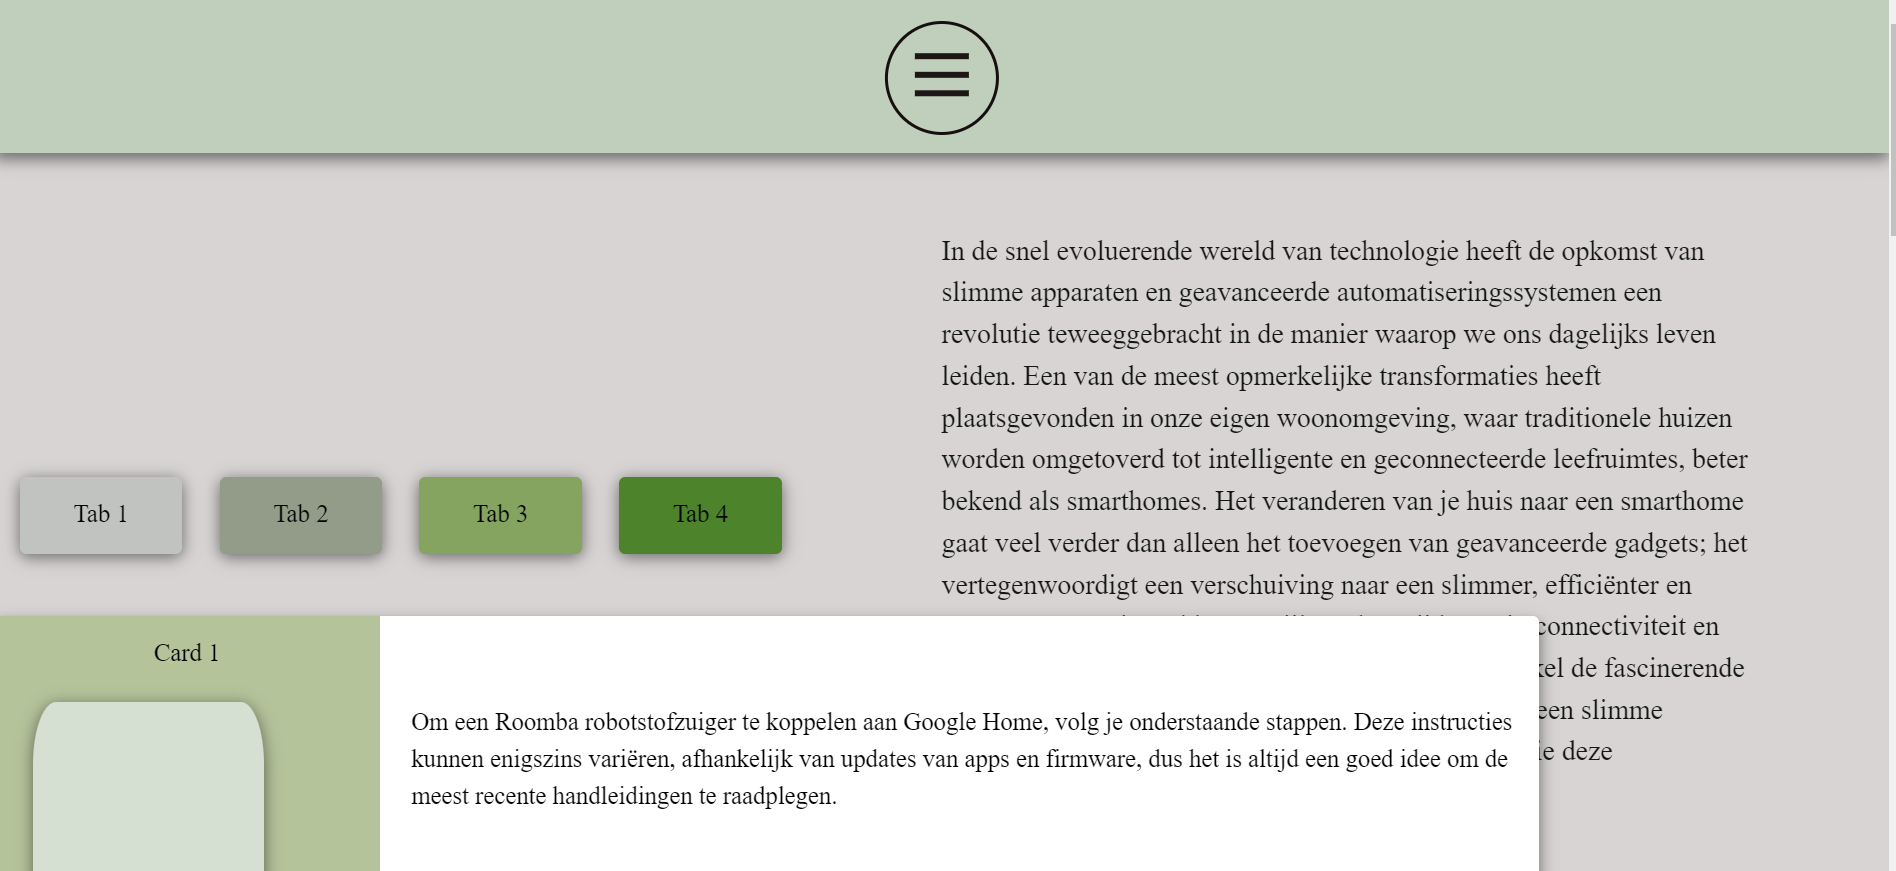 In de snel evoluerende wereld van technologie heeft de opkomst van
slimme apparaten en geavanceerde automatiseringssystemen een
revolutie teweeggebracht in de manier waarop we ons dagelijks leven
leiden. Een van de meest opmerkelijke transformaties heeft
plaatsgevonden in onze eigen woonomgeving, waar traditionele huizen
worden omgetoverd tot intelligente en geconnecteerde leefruimtes, beter
bekend als smarthomes. Het veranderen van je huis naar een smarthome
gaat veel verder dan alleen het toevoegen van geavanceerde gadgets; het
vertegenwoordigt een verschuiving naar een slimmer, efficiënter en
connectiviteit en
de fascinerende
een slimme
deze
Tab 1
Tab 2
Tab 3
Tab 4
Card 1
Om een Roomba robotstofzuiger te koppelen aan Google Home, volg je onderstaande stappen. Deze instructies
kunnen enigszins variëren, afhankelijk van updates van apps en firmware, dus het is altijd een goed idee om de
meest recente handleidingen te raadplegen.